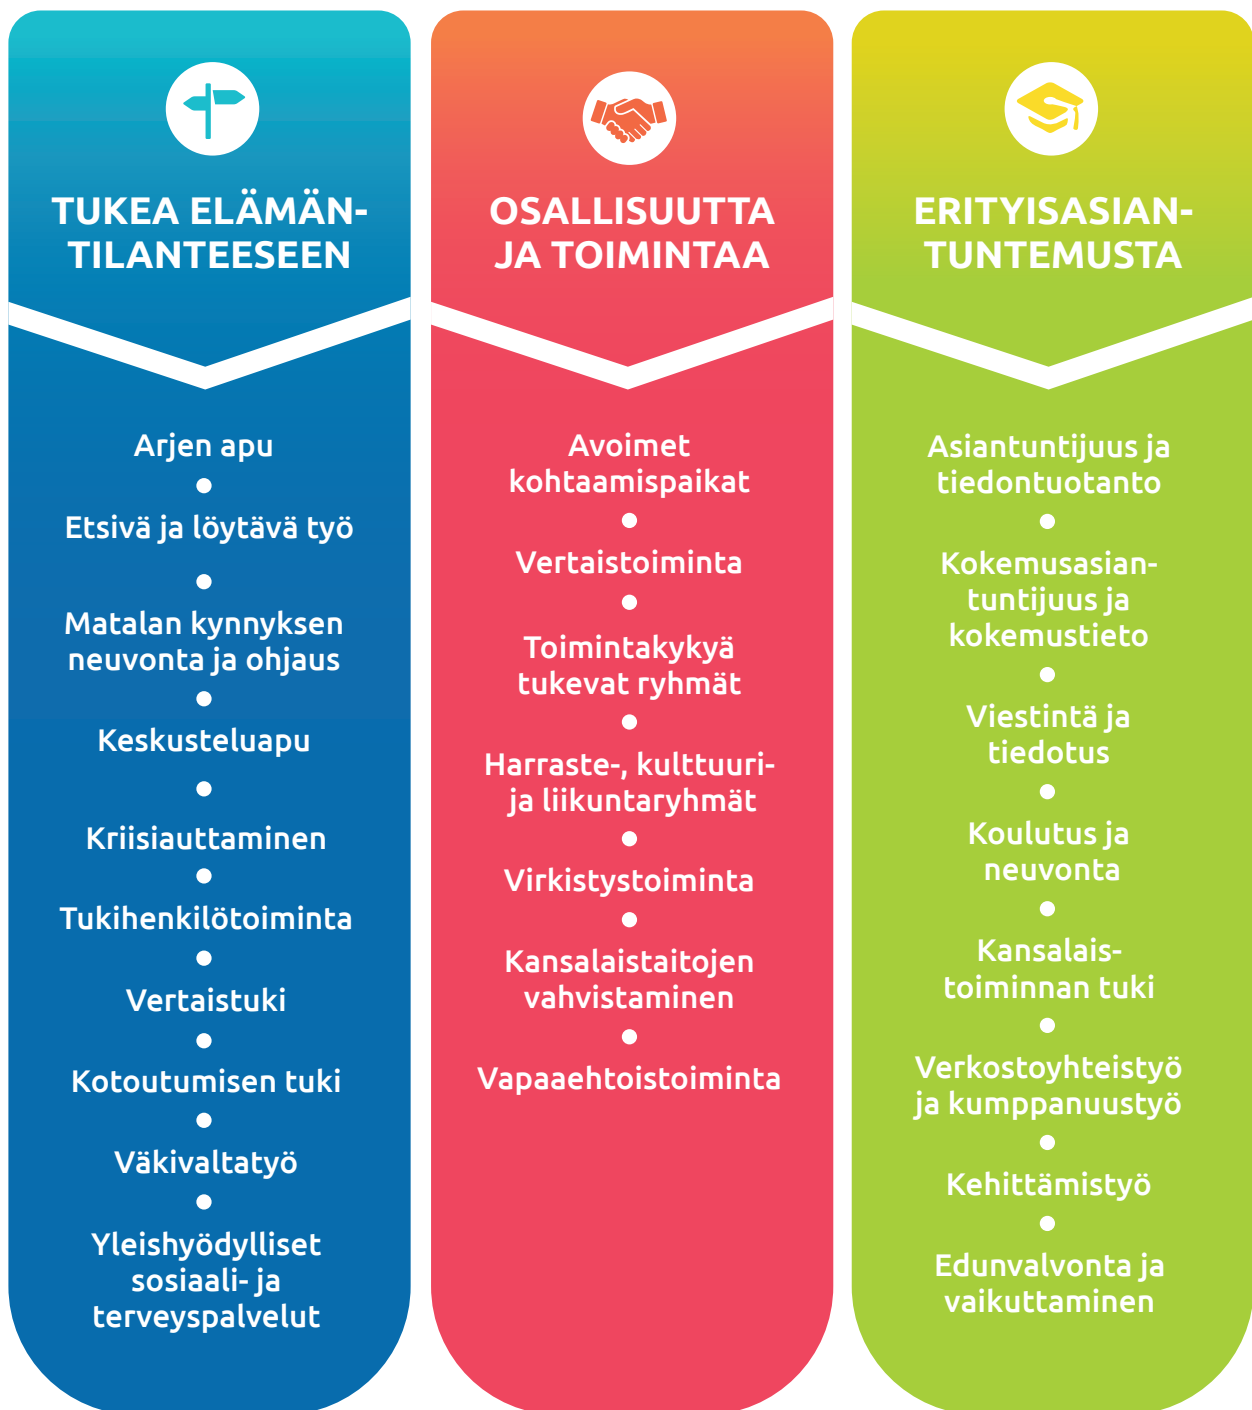 TUKEA ELÄMÄN-
TILANTEESEEN
Arjen apu
Etsivä ja löytävä työ
Matalan kynnyksen
neuvonta ja ohjaus
Keskusteluapu
Kriisiauttaminen
Tukihenkilötoiminta
Vertaistuki
Kotoutumisen tuki
Väkivaltatyö
Yleishyödylliset
sosiaali- ja
terveyspalvelut
OSALLISUUTTA
JA TOIMINTAA
Avoimet
kohtaamispaikat
Vertaistoiminta
Toimintakykyä
tukevat ryhmät
Harraste-, kulttuuri-
ja liikuntaryhmät
Virkistystoiminta
Kansalaistaitojen
vahvistaminen
Vapaaehtoistoiminta
ERITYISASIAN-
TUNTEMUSTA
Asiantuntijuus ja
tiedontuotanto
Kokemusasian-
tuntijuus ja
kokemustieto
Viestintä ja
tiedotus
Koulutus ja
neuvonta
Kansalais-
toiminnan tuki
Verkostoyhteistyö
ja kumppanuustyö
Kehittämistyö
Edunvalvonta ja
vaikuttaminen